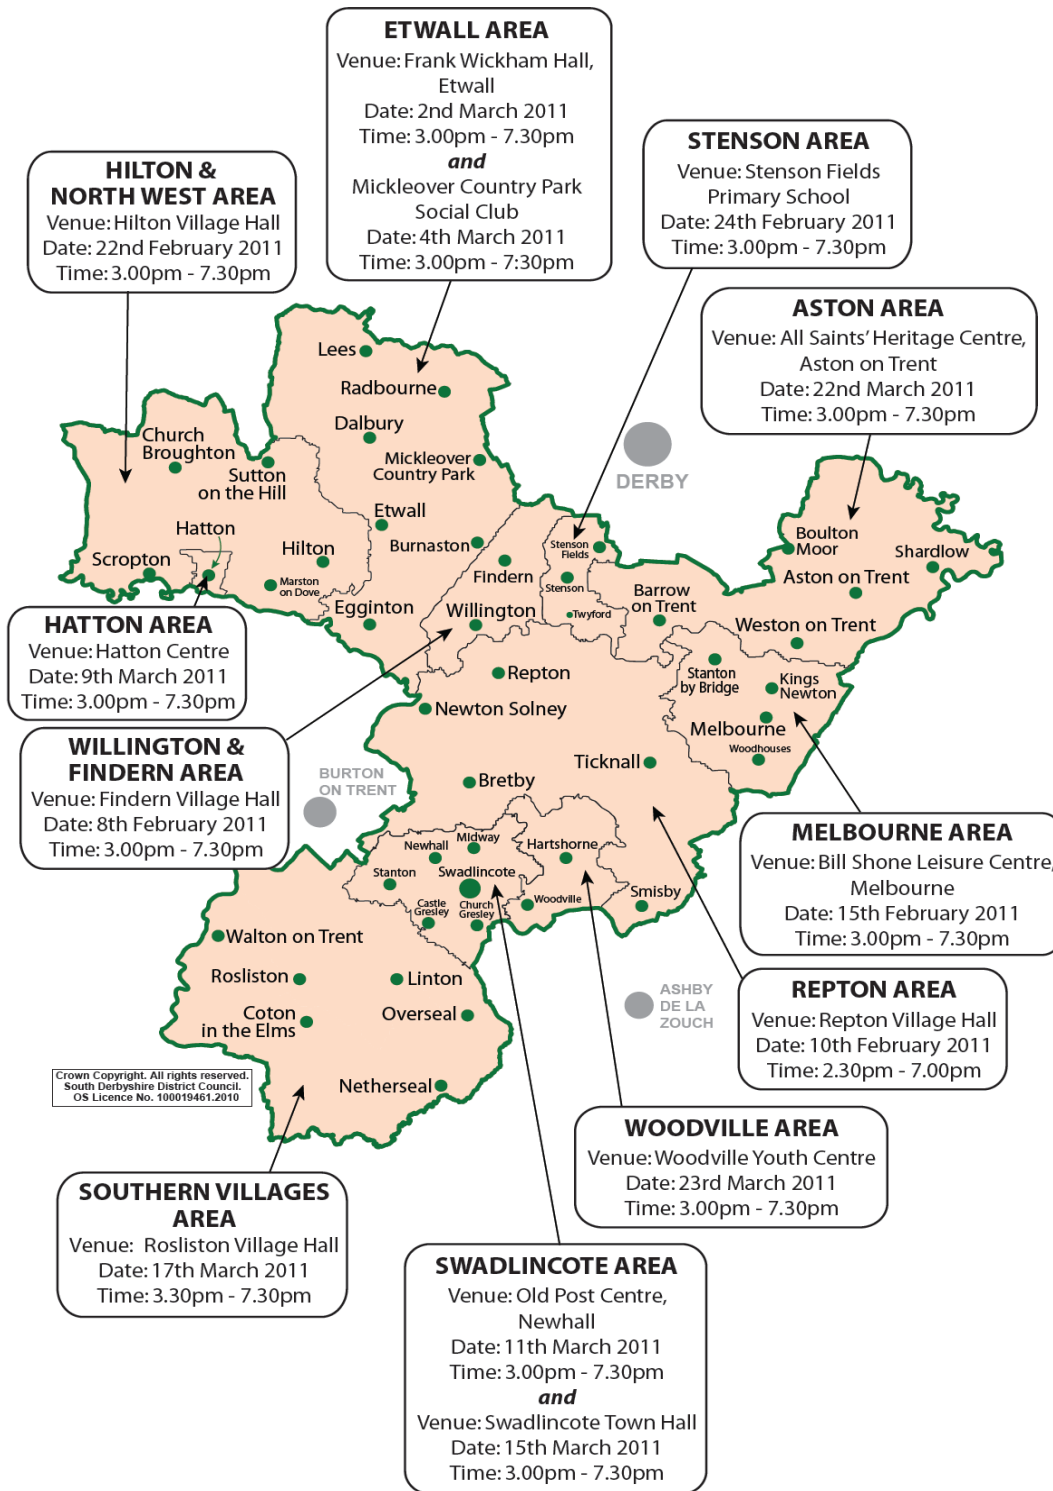 ETWALL AREA
Venue: Frank Wickham Hall,
Etwall
Date: 2nd March 2011
Time: 3.00pm - 7.30pm
and
Mickleover Country Park
Social Club
Date: 4th March 2011
Time: 3.00pm - 7:30pm
STENSON AREA
Venue: Stenson Fields
Primary School
Date: 24th February 2011
Time: 3.00pm - 7.30pm
HILTON &
NORTH WEST AREA
Venue: Hilton Village Hall
Date: 22nd February 2011
Time: 3.00pm - 7.30pm
ASTON AREA
Venue: All Saints' Heritage Centre,
Aston on Trent
Date: 22nd March 2011
Time: 3.00pm - 7.30pm
Lees
Radbourne
Dalbury
Church
Broughton
Sutton
on the Hill
Mickleover
Country Park
DERBY
Etwall
Hatton
Burnaston
Hilton
Scropton
Marston
on Dove
Findern
Stenson
Fields
Stenson
Boulton
Moor
Shardlow
Aston on Trent
Egginton
Willington
Twyford
Barrow
on Trent
Weston on Trent
HATTON AREA
Venue: Hatton Centre
Date: 9th March 2011
Time: 3.00pm - 7.30pm
Repton
Stanton
by Bridge
Kings
Newton
Newton Solney
Melbourne
Woodhouses
WILLINGTON &
FINDERN AREA
Venue: Findern Village Hall
Date: 8th February 2011
Time: 3.00pm - 7.30pm
BURTON
ON TRENT
Bretby
Ticknall
Midway
Newhall
Hartshorne
Stanton
Swadlincote
Castle
Gresley
Church
Gresley
Woodville
Smisby
MELBOURNE AREA
Venue: Bill Shone Leisure Centre,
Melbourne
Date: 15th February 2011
Time: 3.00pm - 7.30pm
Walton on Trent
Rosliston
Linton
Coton
in the Elms
Overseal
Netherseal
ASHBY
DE LA
ZOUCH
REPTON AREA
Venue: Repton Village Hall
Date: 10th February 2011
Time: 2.30pm - 7.00pm
Crown Copyright. All rights reserved.
South Derbyshire District Council.
OS Licence No. 100019461.2010
WOODVILLE AREA
Venue: Woodville Youth Centre
Date: 23rd March 2011
Time: 3.00pm - 7.30pm
SOUTHERN VILLAGES
AREA
Venue: Rosliston Village Hall
Date: 17th March 2011
Time: 3.30pm - 7.30pm
SWADLINCOTE AREA
Venue: Old Post Centre,
Newhall
Date: 11th March 2011
Time: 3.00pm - 7.30pm
and
Venue: Swadlincote Town Hall
Date: 15th March 2011
Time: 3.00pm - 7.30pm